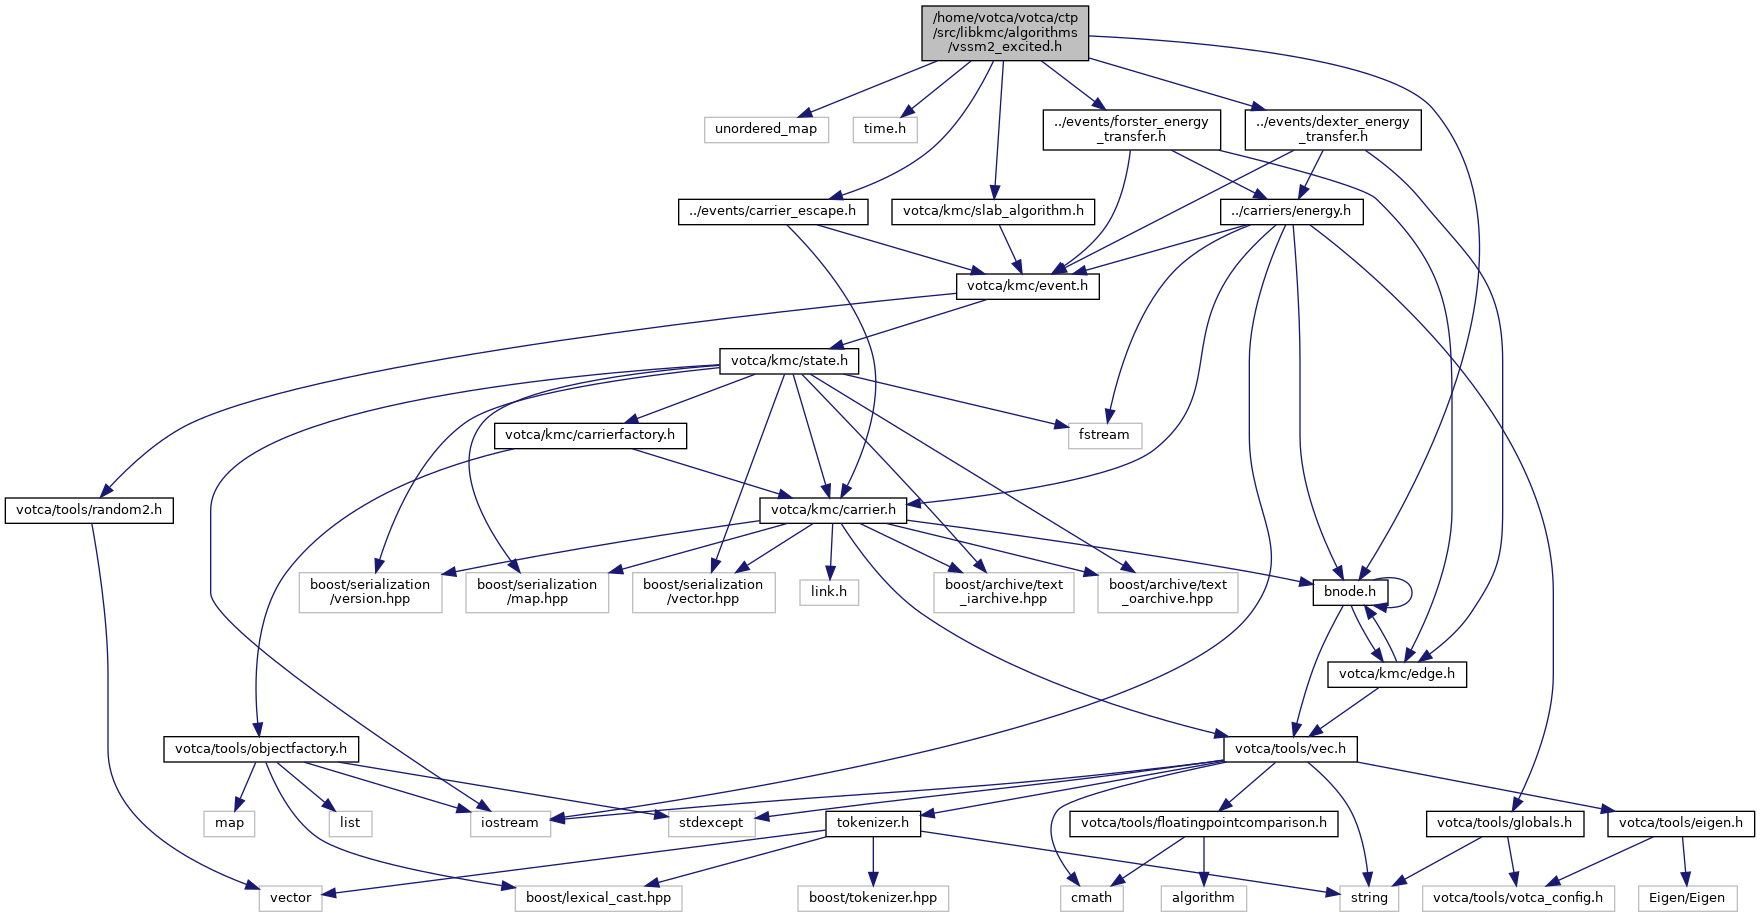 /home/votca/votca/ctp
/src/libkmc/algorithms
/vssm2_excited.h
unordered_map
time.h
../events/forster_energy
_transfer.h
../events/dexter_energy
_transfer.h
../events/carrier_escape.h
votca/kmc/slab_algorithm.h
../carriers/energy.h
votca/kmc/event.h
votca/kmc/state.h
votca/kmc/carrierfactory.h
fstream
votca/tools/random2.h
votca/kmc/carrier.h
boost/serialization
/version.hpp
boost/serialization
/map.hpp
boost/serialization
/vector.hpp
link.h
boost/archive/text
_iarchive.hpp
boost/archive/text
_oarchive.hpp
bnode.h
votca/kmc/edge.h
votca/tools/objectfactory.h
votca/tools/vec.h
map
list
iostream
stdexcept
tokenizer.h
votca/tools/floatingpointcomparison.h
votca/tools/globals.h
votca/tools/eigen.h
vector
boost/lexical_cast.hpp
boost/tokenizer.hpp
cmath
algorithm
string
votca/tools/votca_config.h
Eigen/Eigen